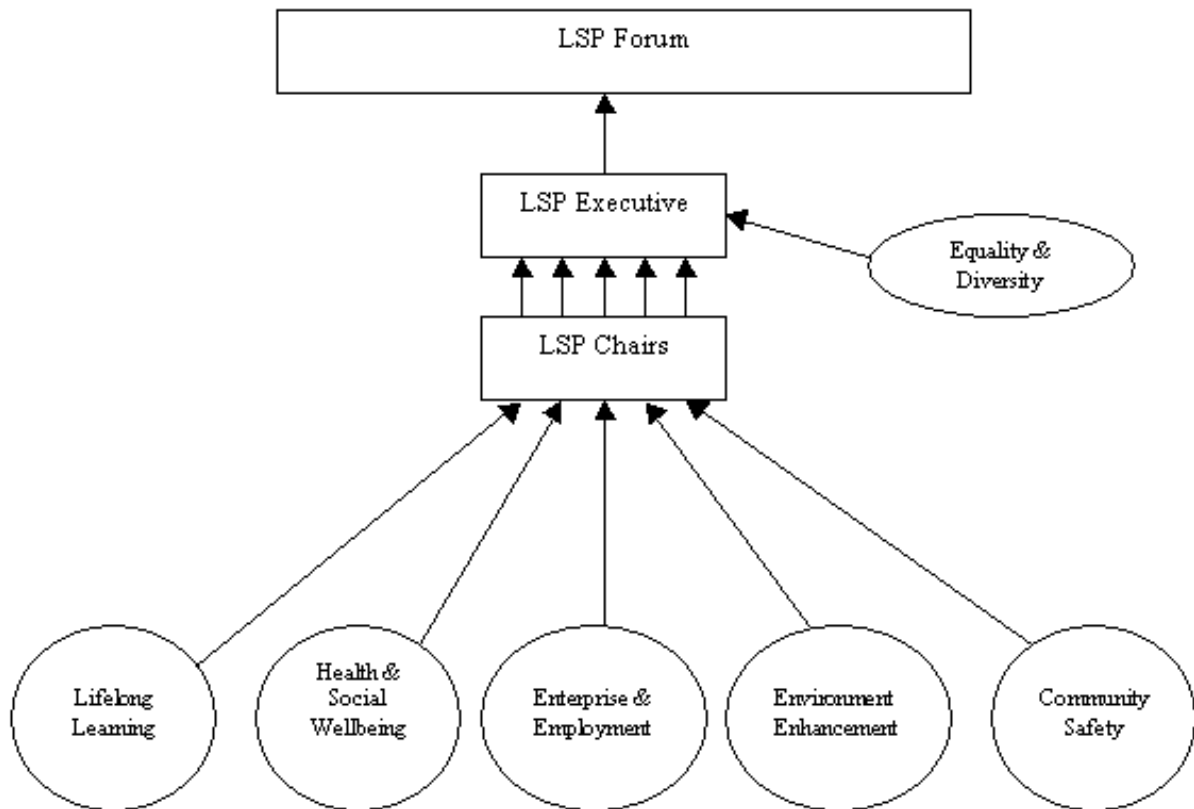 LSP Forum
LSP Executive
Equality &
Diversity
LSP Chairs
Lifelong
Learning
Health &
Social
Wellbeing
Enterprise &
Employment
Environment
Enhancement
Community
Safety